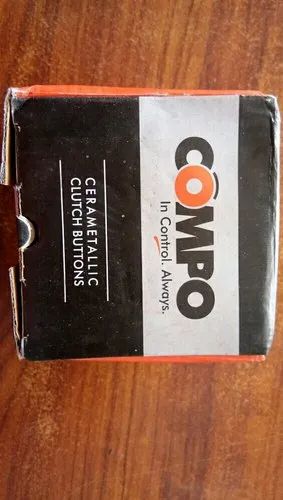 COMPO
In Control. Always.
CERAMETALLIC
CLUTCH BUTTONS